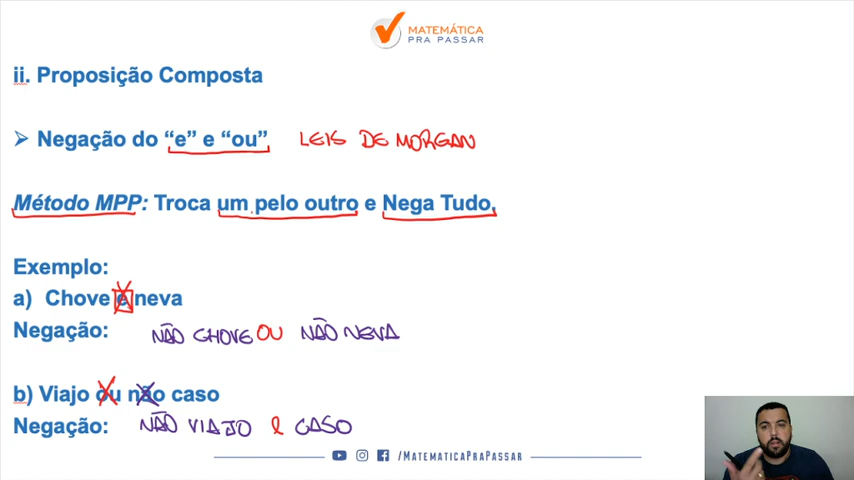 MATEMÁTICA
PRA PASSAR
ii. Proposição Composta
➢ Negação do “e” e “ou” LEIS DE MORGAN
Método MPP: Troca um pelo outro e Nega Tudo.
Exemplo:
a) Chove e neva
Negação: NÃO CHOVE OU NÃO NEVA
b) Viajo ou não caso
Negação: NÃO VIAJO e CASO
/MATEMATICAPRAPASSAR